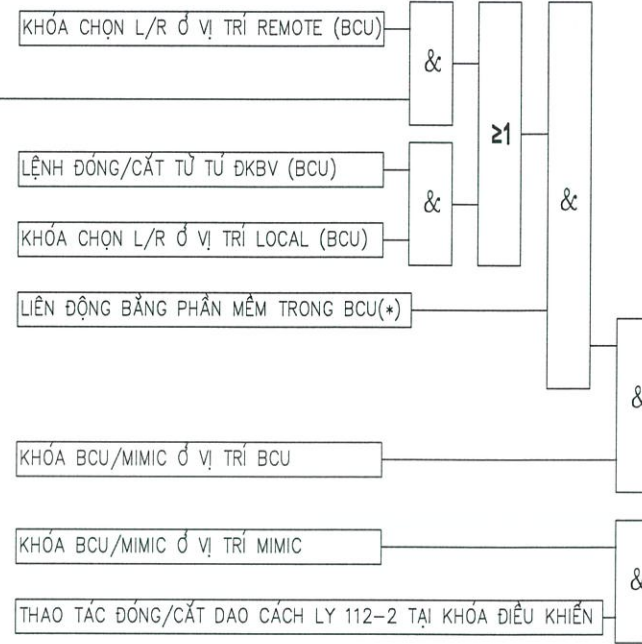 KHÓA CHỌN L/R Ở VỊ TRÍ REMOTE (BCU)
&
≥1
LỆNH ĐÓNG/CẮT TỪ TỦ ĐKBV (BCU)
&
&
KHÓA CHỌN L/R Ở VỊ TRÍ LOCAL (BCU)
LIÊN ĐỘNG BẰNG PHẦN MỀM TRONG BCU(*)
&
KHÓA BCU/MIMIC Ở VỊ TRÍ BCU
KHÓA BCU/MIMIC Ở VỊ TRÍ MIMIC
&
THAO TÁC ĐÓNG/CẮT DAO CÁCH LY 112-2 TẠI KHÓA ĐIỀU KHIỂN